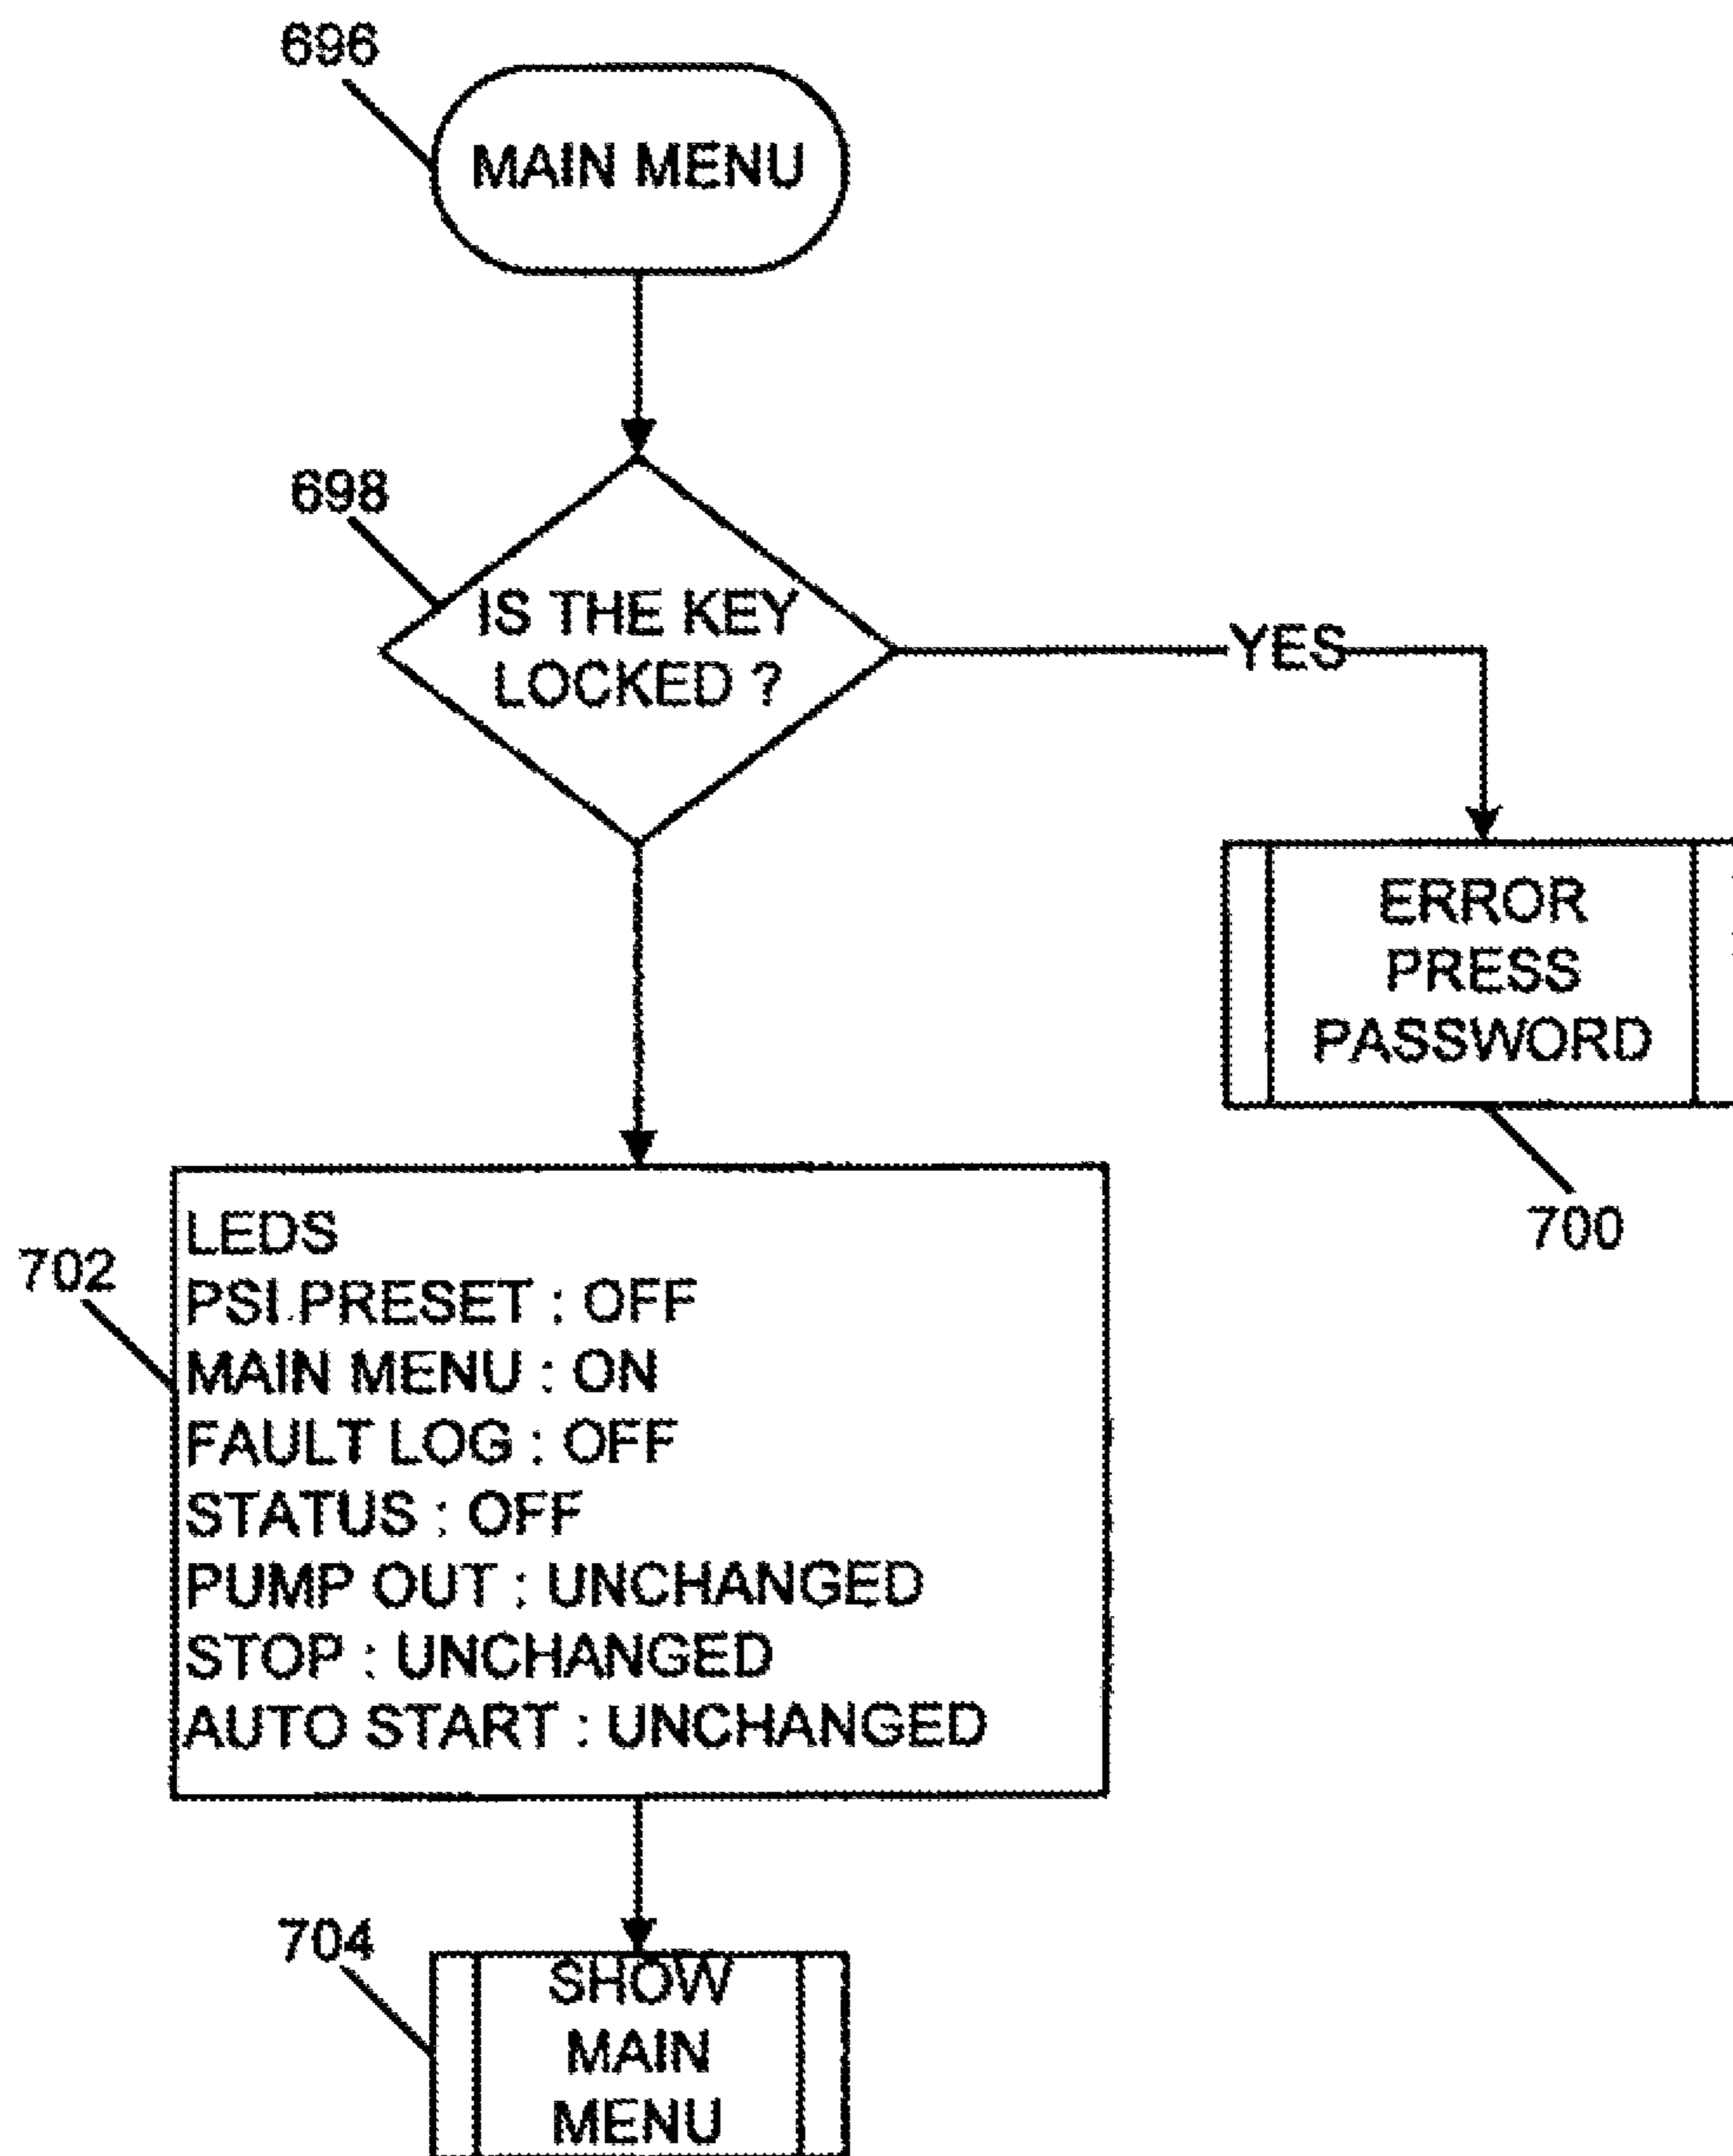 696
MAIN MENU
698
IS THE KEY
LOCKED ?
YES
ERROR
PRESS
PASSWORD
700
702
LEDS
PSI PRESET : OFF
MAIN MENU : ON
FAULT LOG : OFF
STATUS : OFF
PUMP OUT : UNCHANGED
STOP : UNCHANGED
AUTO START : UNCHANGED
704
SHOW
MAIN
MENU